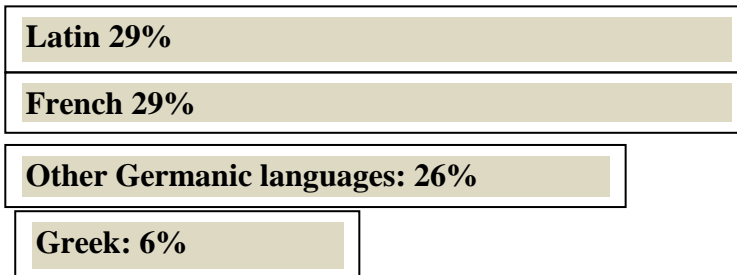 Latin 29%
French 29%
Other Germanic languages: 26%
Greek: 6%